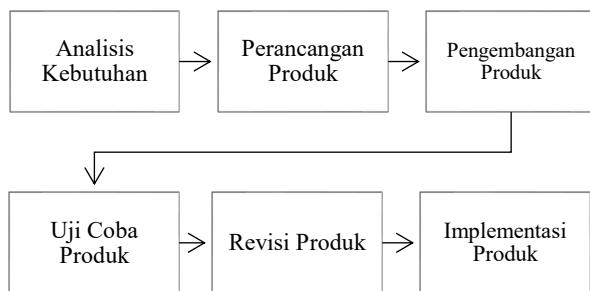 Analisis
Kebutuhan
Perancangan
Produk
Pengembangan
Produk
Uji Coba
Produk
Revisi Produk
Implementasi
Produk